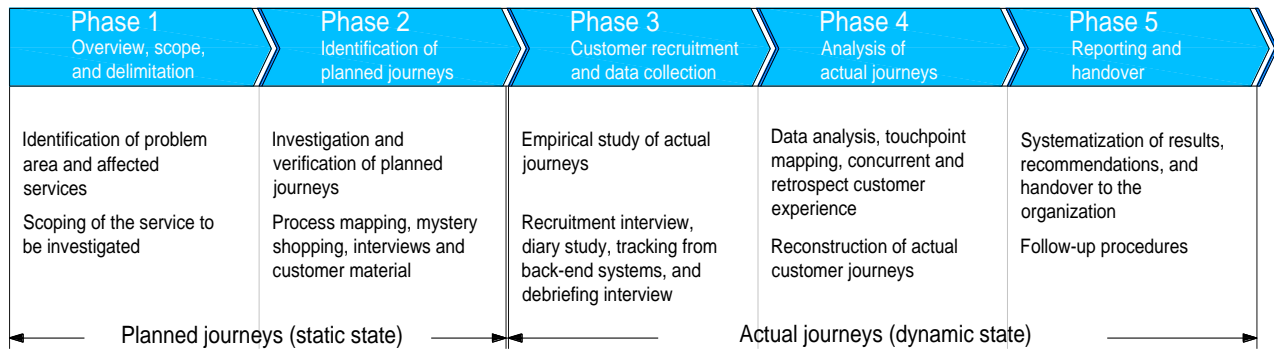 Phase 1
Overview, scope,
and delimitation
Phase 2
Identification of
planned journeys
Phase 3
Customer recruitment
and data collection
Phase 4
Analysis of
actual journeys
Phase 5
Reporting and
handover
Identification of problem
area and affected
services
Scoping of the service to
be investigated
Investigation and
verification of planned
journeys
Process mapping, mystery
shopping, interviews and
customer material
Empirical study of actual
journeys
Recruitment interview,
diary study, tracking from
back-end systems, and
debriefing interview
Data analysis, touchpoint
mapping, concurrent and
retrospect customer
experience
Reconstruction of actual
customer journeys
Systematization of results,
recommendations, and
handover to the
organization
Follow-up procedures
Planned journeys (static state)
Actual journeys (dynamic state)